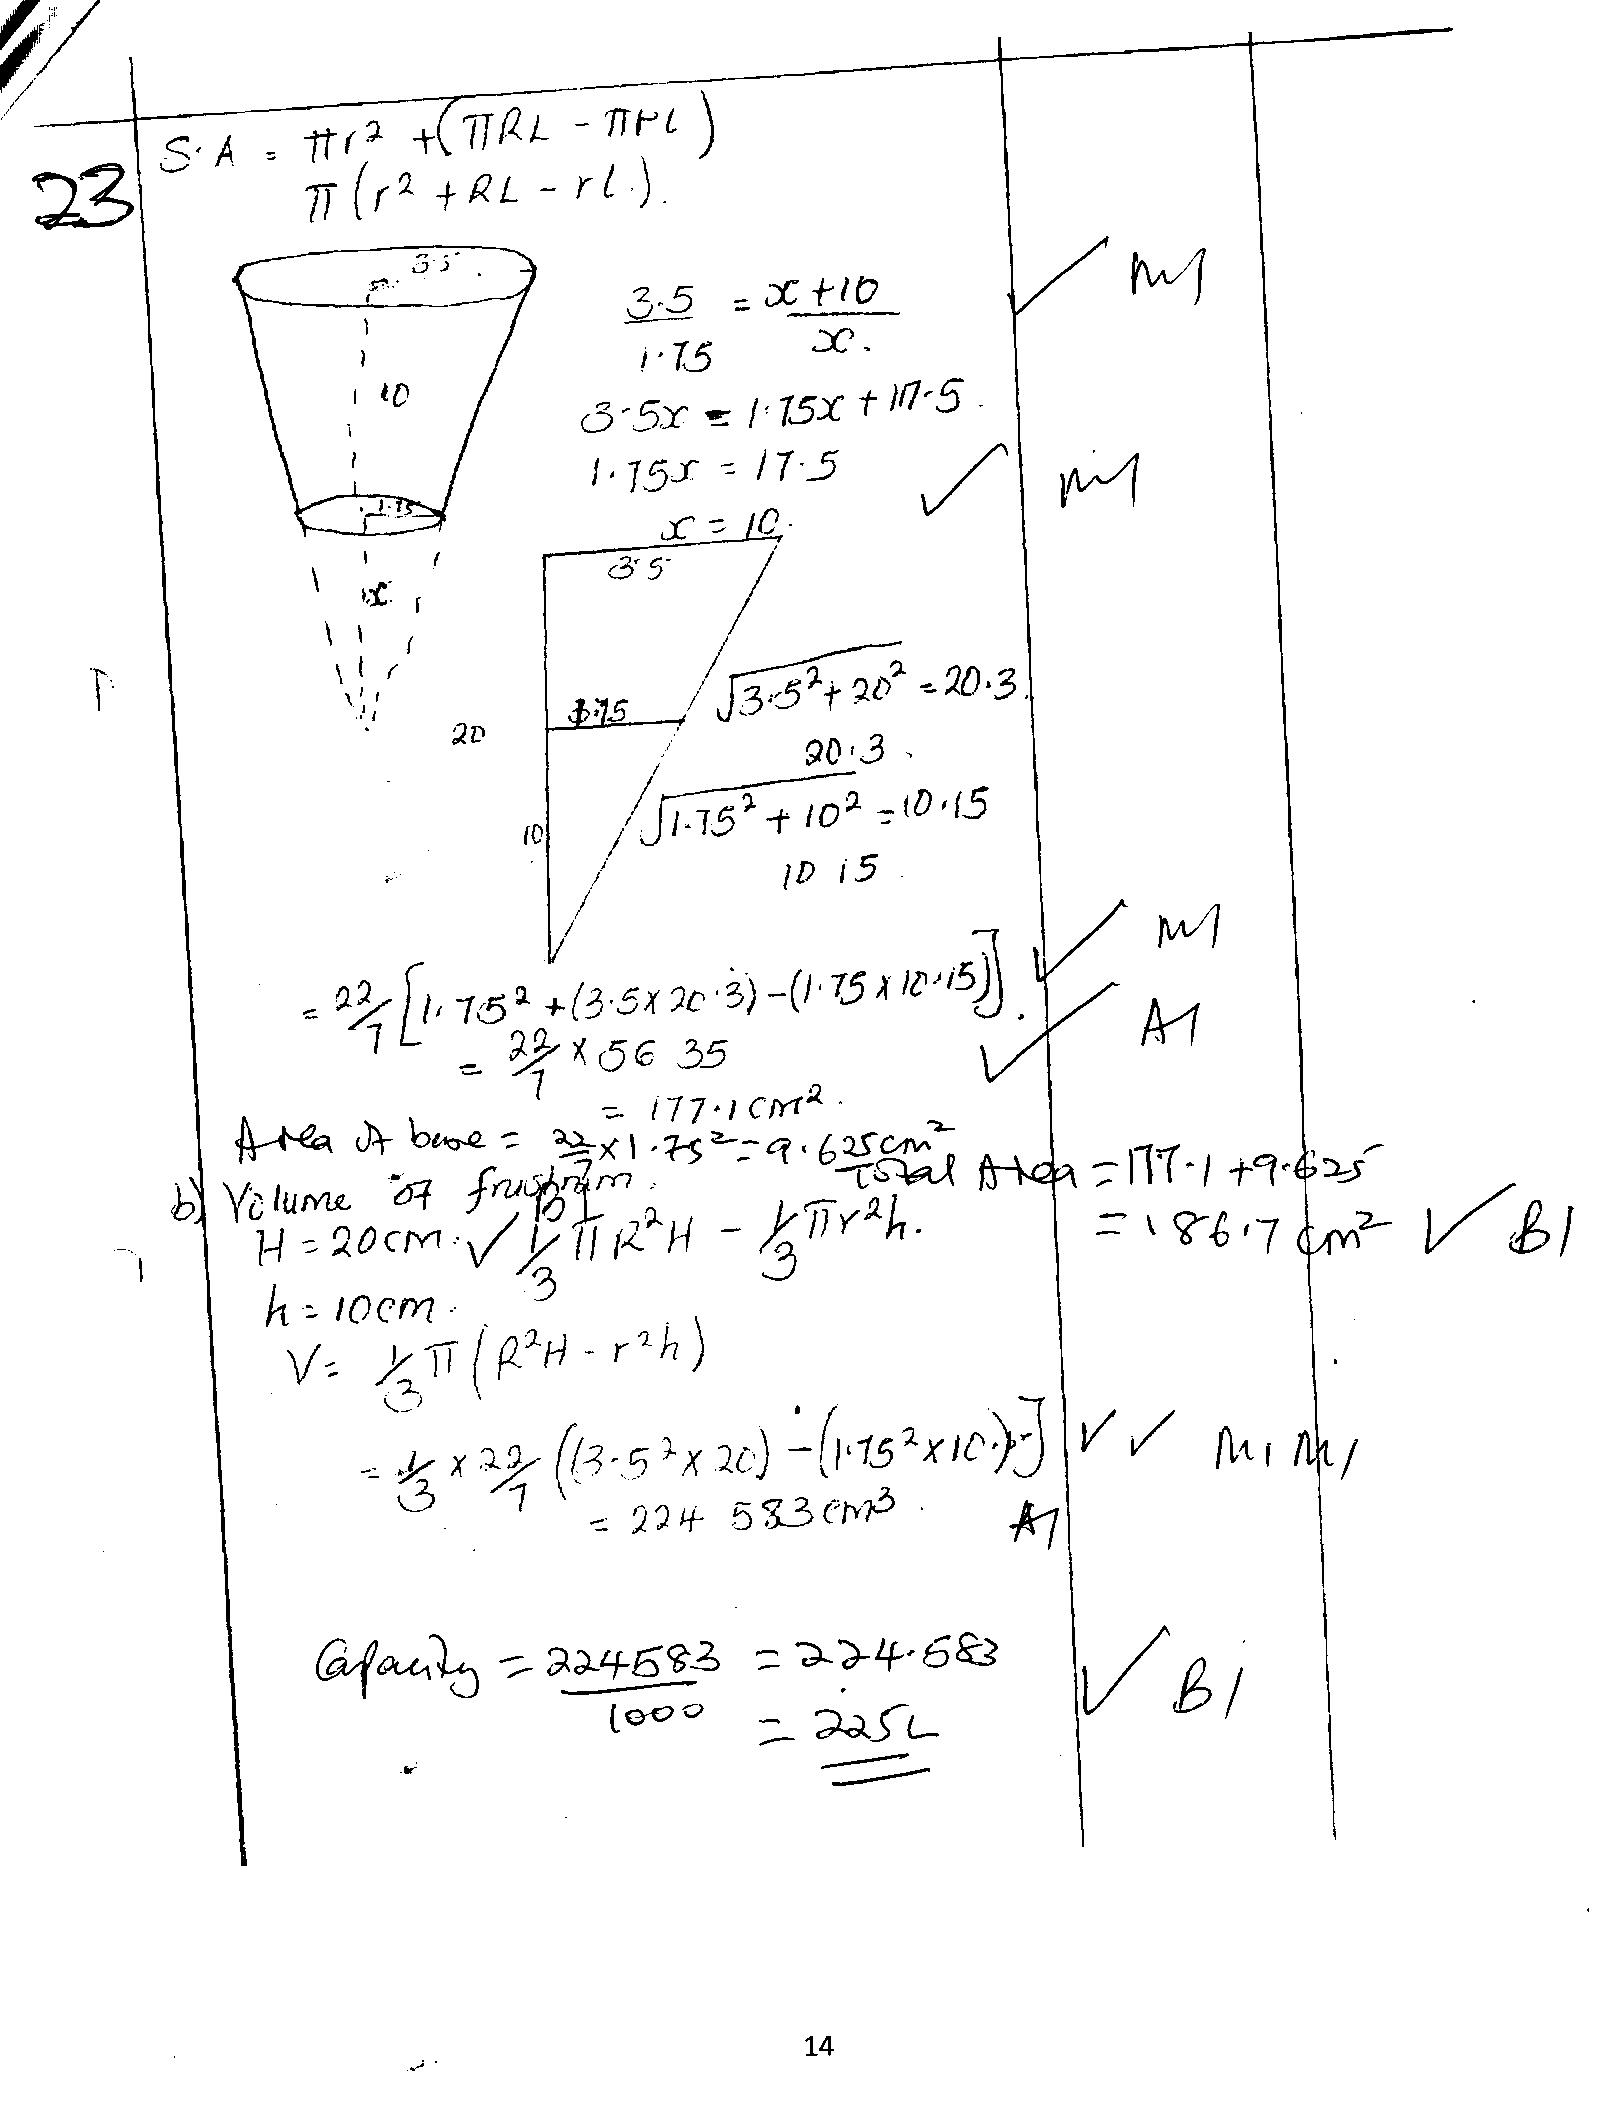 S.A = πr² + (πRL - πrl)
23
π(r² + RL - rl).
3.5
3.5/1.75 = x+10/x.
M1
10
3.5x = 1.75x + 17.5.
1.75x = 17.5
M1
1.75
x = 10.
3.5
x
√3.5²+20² = 20.3
1.75
20
20.3.
√1.75²+10² = 10.15
10
10 15
M1
= 22/7 [1.75² + (3.5×20.3) - (1.75×10.15)].
A1
= 22/7 × 56 35
= 177.1cm².
Area of base = 22/7 × 1.75² = 9.625cm²
Total Area = 177.1 + 9.625
b) Volume of frustrum.
= 186.7 cm² ✓ B1
H = 20cm. ✓ 1/3 πR²H - 1/3 πr²h.
h = 10cm.
V = 1/3 π(R²H - r²h)
= 1/3 × 22/7 ((3.5²×20) - (1.75²×10.)] ✓ ✓ M1 M1
= 224 583cm³. A1
Capacity = 224583/1000 = 224.583 ✓ B1
= 225L
14